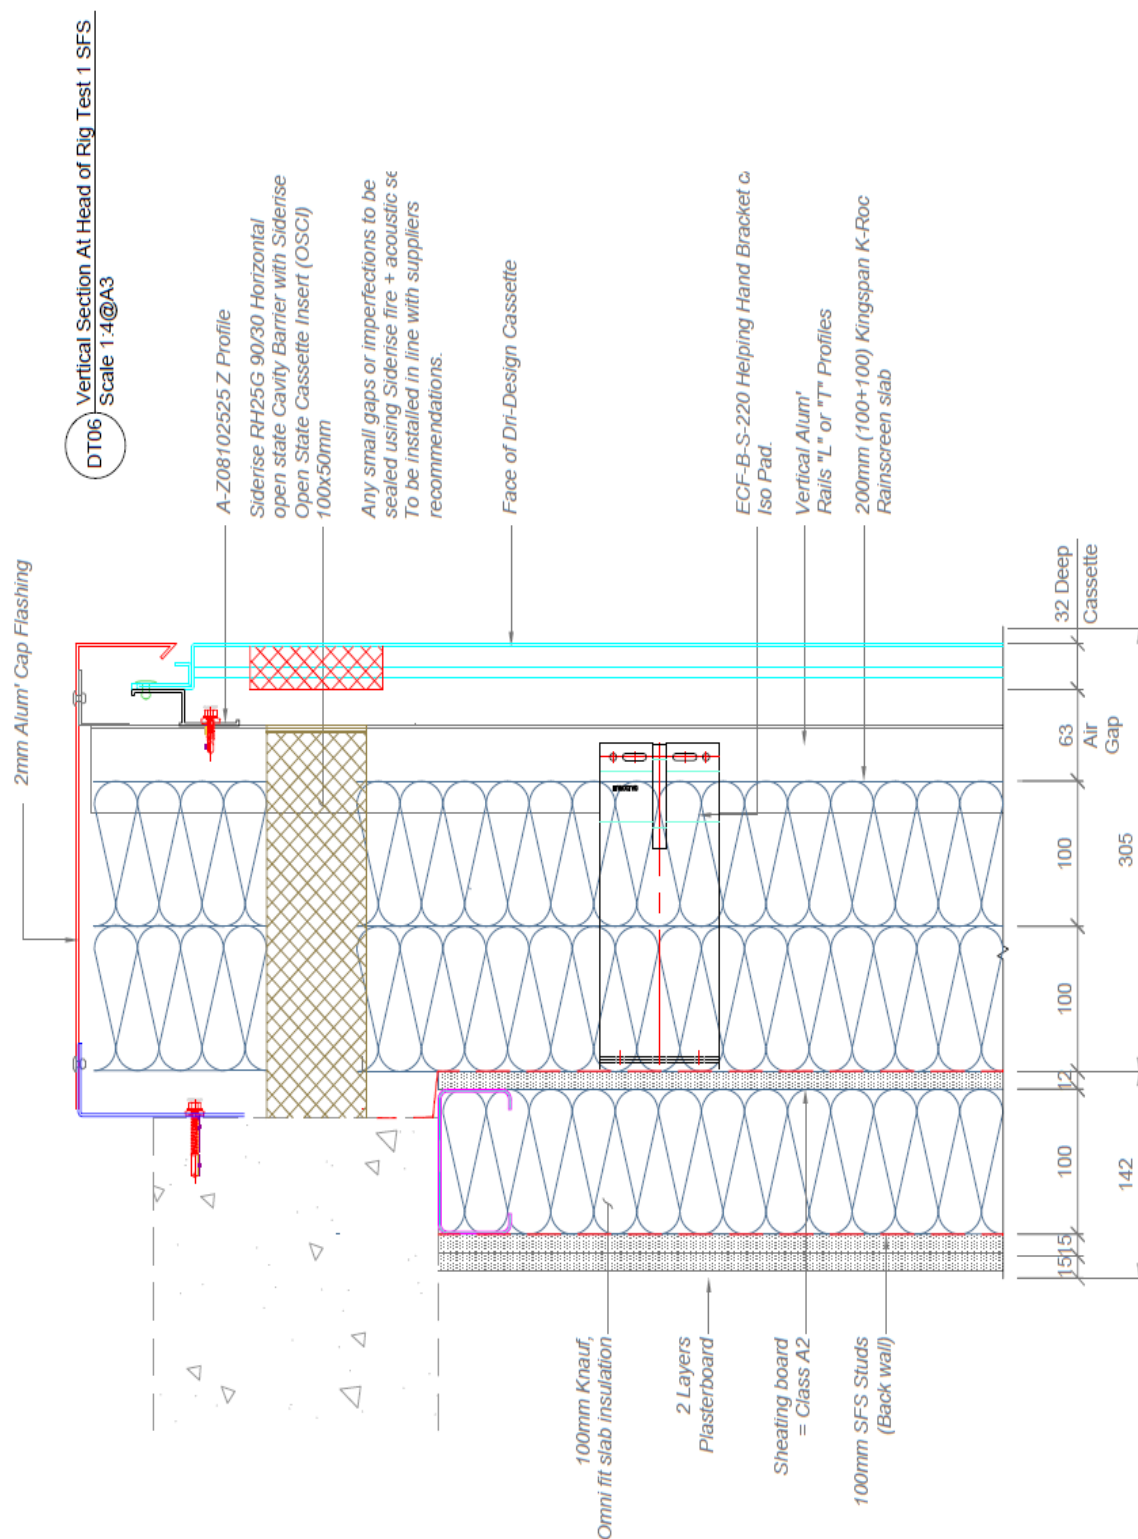 DT06
Vertical Section At Head of Rig Test 1 SFS
Scale 1:4@A3
2mm Alum' Cap Flashing
A-Z08102525 Z Profile
Siderise RH25G 90/30 Horizontal
open state Cavity Barrier with Siderise
Open State Cassette Insert (OSCI)
100x50mm
Any small gaps or imperfections to be
sealed using Siderise fire + acoustic se
To be installed in line with suppliers
recommendations.
Face of Dri-Design Cassette
ECF-B-S-220 Helping Hand Bracket c/
Iso Pad.
Vertical Alum'
Rails "L" or "T" Profiles
200mm (100+100) Kingspan K-Roc
Rainscreen slab
32 Deep
Cassette
63
Air
Gap
100
305
100
12
100
142
15
15
100mm Knauf,
Omni fit slab insulation
2 Layers
Plasterboard
Sheating board
= Class A2
100mm SFS Studs
(Back wall)